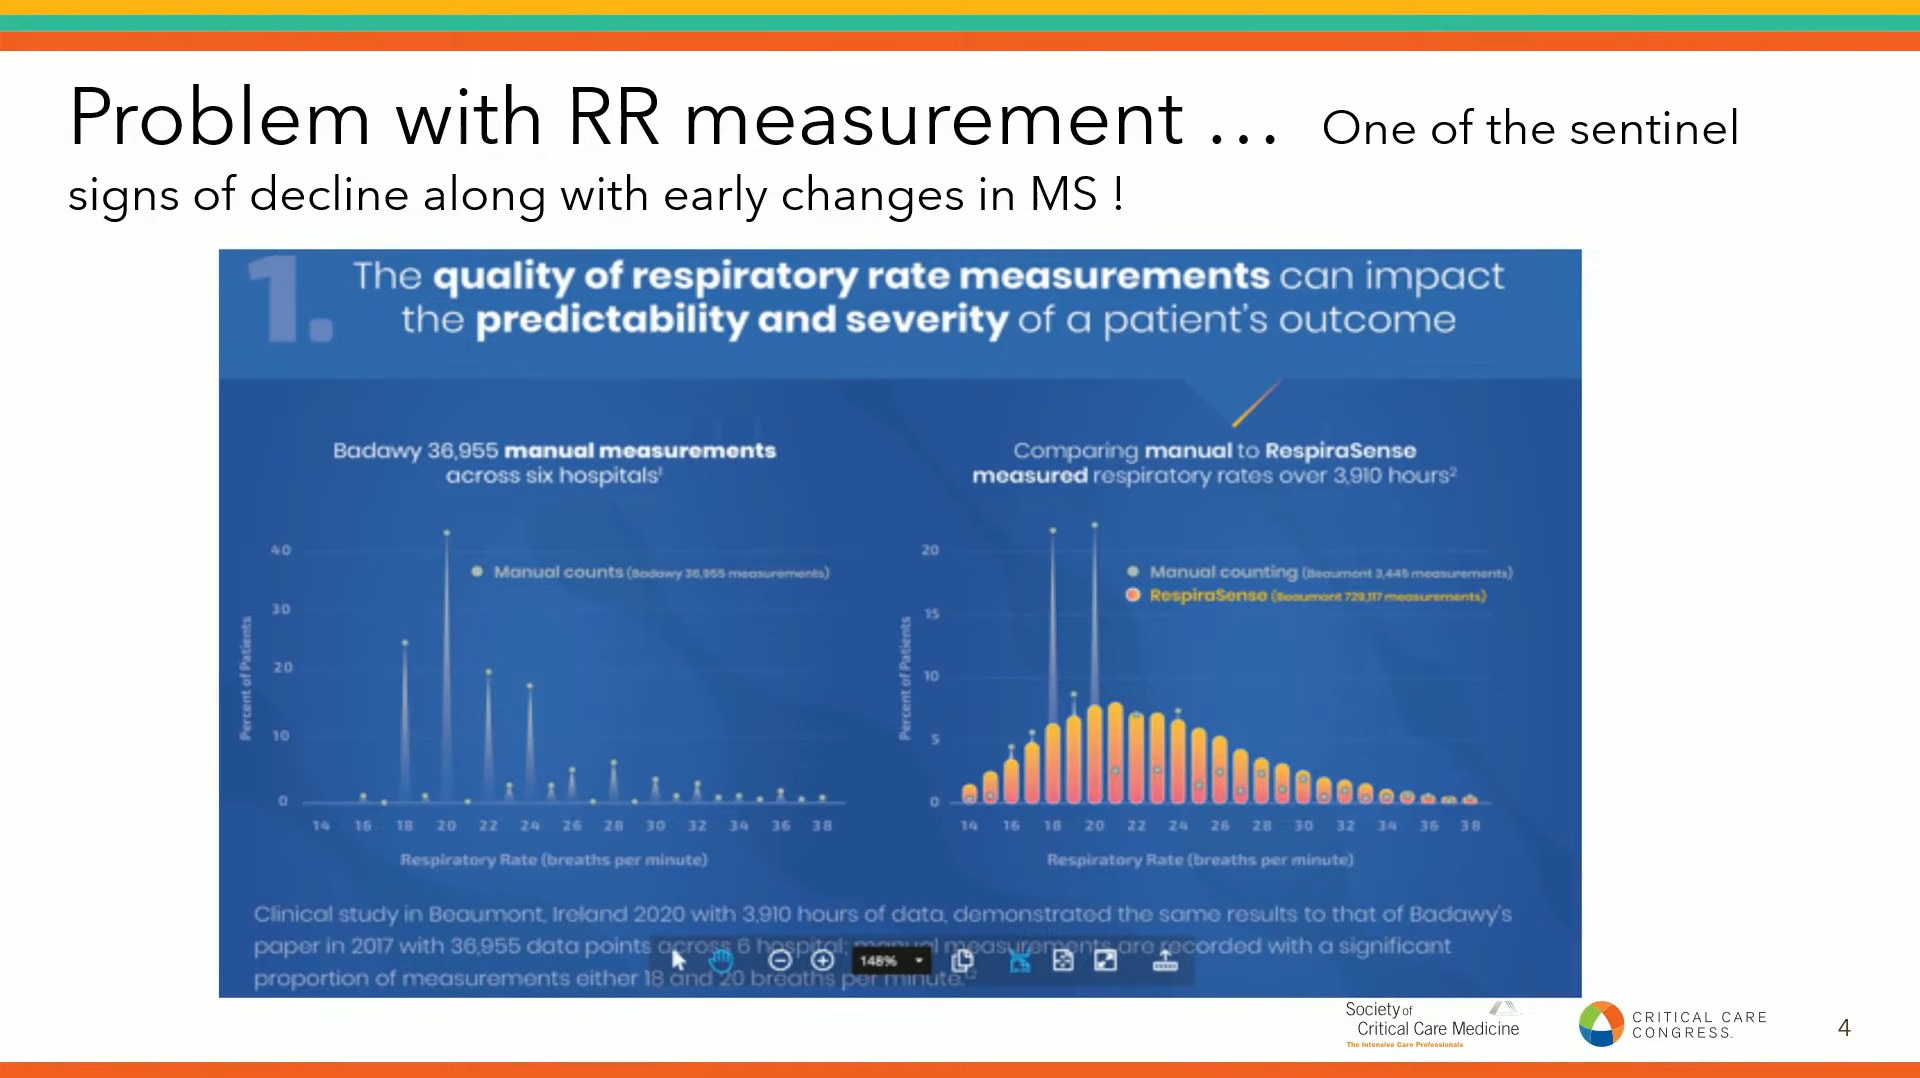 Problem with RR measurement ... One of the sentinel
signs of decline along with early changes in MS !
1.
The quality of respiratory rate measurements can impact
the predictability and severity of a patient's outcome
Badawy 36,955 manual measurements
across six hospitals¹
40
30
20
10
0
Percent of Patients
Manual counts (Badawy 36,955 measurements)
14 16 18 20 22 24 26 28 30 32 34 36 38
Respiratory Rate (breaths per minute)
Comparing manual to RespiraSense
measured respiratory rates over 3,910 hours²
20
15
10
5
0
Percent of Patients
Manual counting (Beaumont 3,445 measurements)
RespiraSense (Beaumont 729,117 measurements)
14 16 18 20 22 24 26 28 30 32 34 36 38
Respiratory Rate (breaths per minute)
Clinical study in Beaumont, Ireland 2020 with 3,910 hours of data, demonstrated the same results to that of Badawy's
paper in 2017 with 36,955 data points across 6 hospital; manual measurements are recorded with a significant
proportion of measurements either 18 and 20 breaths per minute.
148%
Society of
Critical Care Medicine
The Intensive Care Professionals
CRITICAL CARE
CONGRESS.
4